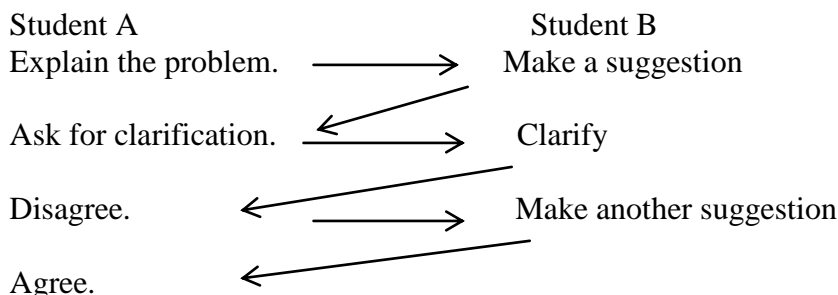 Student A Student B
Explain the problem. Make a suggestion
Ask for clarification. Clarify
Disagree. Make another suggestion
Agree.